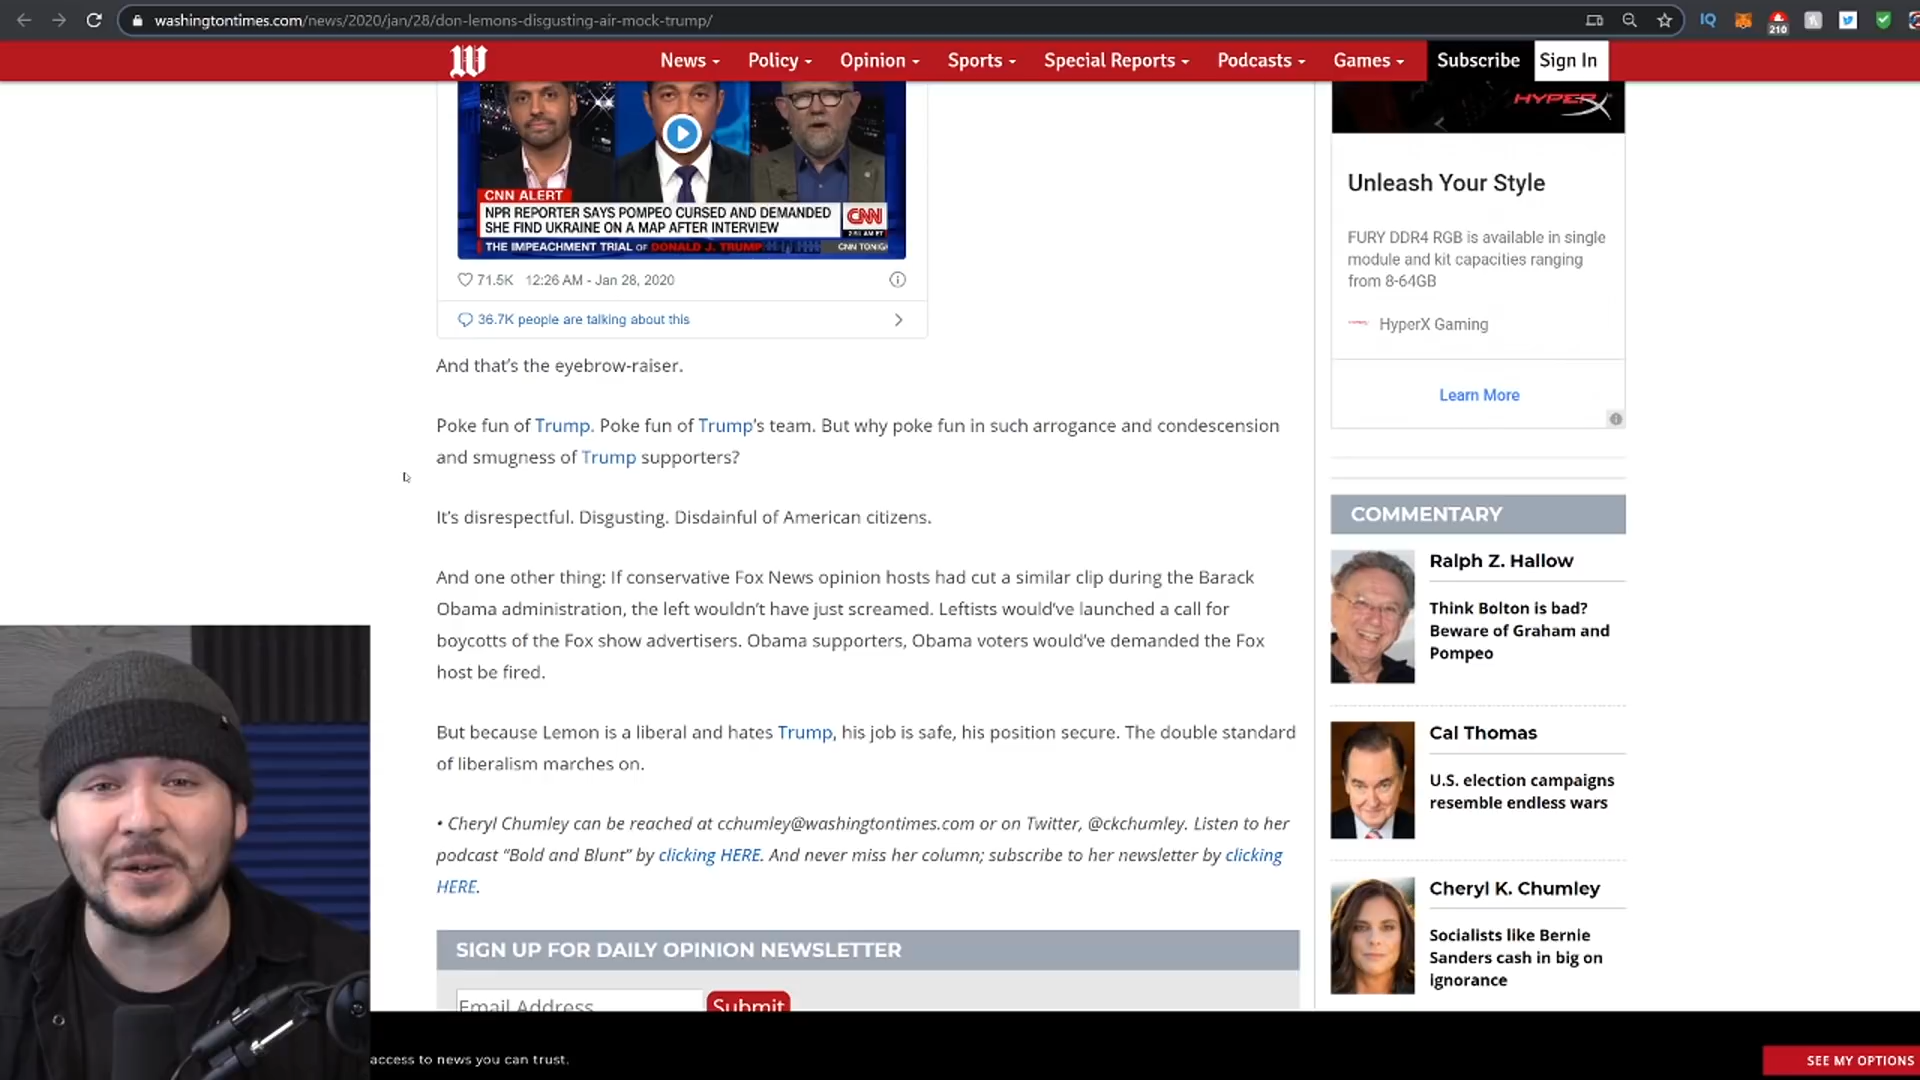 washingtontimes.com/news/2020/jan/28/don-lemons-disgusting-air-mock-trump/
IQ
210
W
News
Policy
Opinion
Sports
Special Reports
Podcasts
Games
Subscribe
Sign In
CNN ALERT
NPR REPORTER SAYS POMPEO CURSED AND DEMANDED
SHE FIND UKRAINE ON A MAP AFTER INTERVIEW
CNN
THE IMPEACHMENT TRIAL OF DONALD J. TRUMP
71.5K 12:26 AM - Jan 28, 2020
36.7K people are talking about this
And that’s the eyebrow-raiser.
Poke fun of Trump. Poke fun of Trump’s team. But why poke fun in such arrogance and condescension
and smugness of Trump supporters?
It’s disrespectful. Disgusting. Disdainful of American citizens.
And one other thing: If conservative Fox News opinion hosts had cut a similar clip during the Barack
Obama administration, the left wouldn’t have just screamed. Leftists would’ve launched a call for
boycotts of the Fox show advertisers. Obama supporters, Obama voters would’ve demanded the Fox
host be fired.
But because Lemon is a liberal and hates Trump, his job is safe, his position secure. The double standard
of liberalism marches on.
• Cheryl Chumley can be reached at cchumley@washingtontimes.com or on Twitter, @ckchumley. Listen to her
podcast “Bold and Blunt” by clicking HERE. And never miss her column; subscribe to her newsletter by clicking
HERE.
SIGN UP FOR DAILY OPINION NEWSLETTER
Email Address
Submit
HYPERX
Unleash Your Style
FURY DDR4 RGB is available in single
module and kit capacities ranging
from 8-64GB
HyperX Gaming
Learn More
COMMENTARY
Ralph Z. Hallow
Think Bolton is bad?
Beware of Graham and
Pompeo
Cal Thomas
U.S. election campaigns
resemble endless wars
Cheryl K. Chumley
Socialists like Bernie
Sanders cash in big on
ignorance
access to news you can trust.
SEE MY OPTIONS